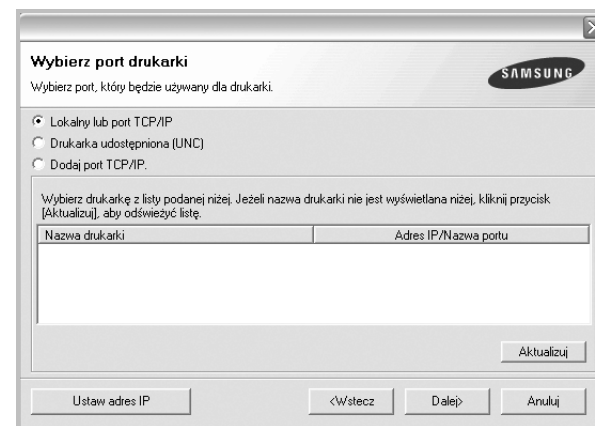 Wybierz port drukarki
Wybierz port, który będzie używany dla drukarki.
SAMSUNG
Lokalny lub port TCP/IP
Drukarka udostępniona (UNC)
Dodaj port TCP/IP.
Wybierz drukarkę z listy podanej niżej. Jeżeli nazwa drukarki nie jest wyświetlana niżej, kliknij przycisk
[Aktualizuj], aby odświeżyć listę.
Nazwa drukarki Adres IP/Nazwa portu
Aktualizuj
Ustaw adres IP <Wstecz Dalej> Anuluj